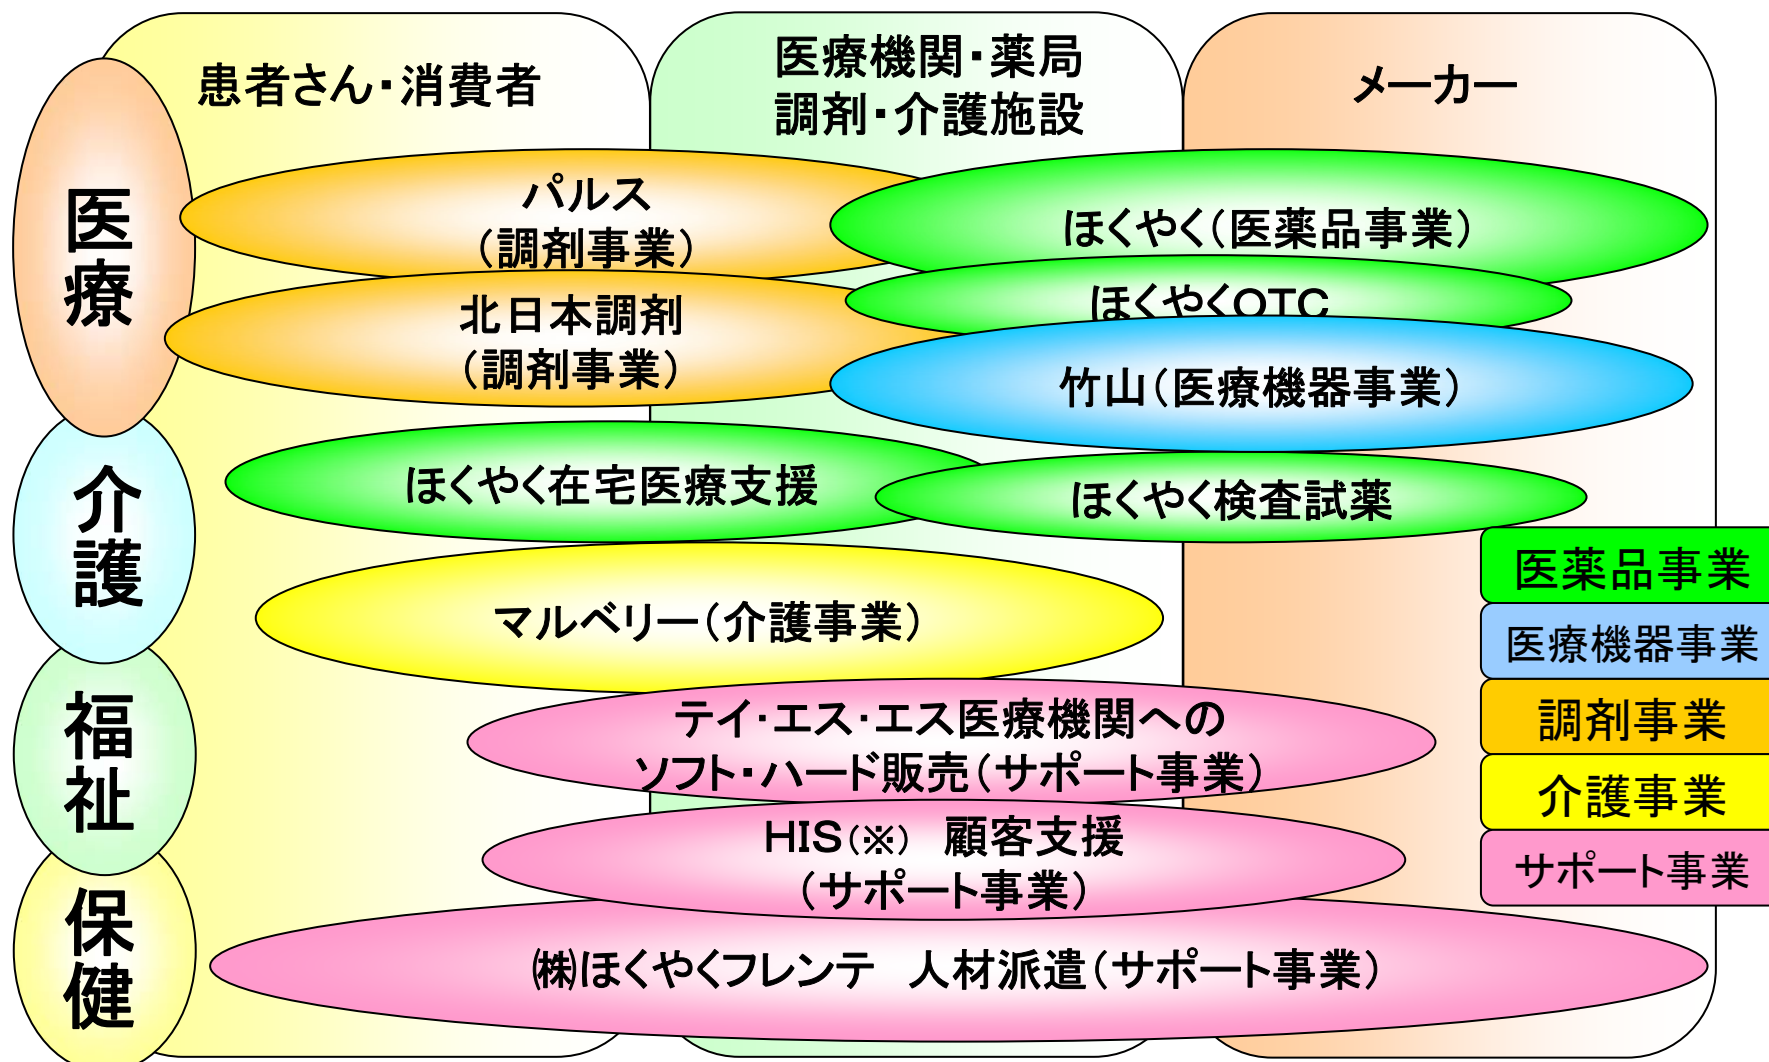 患者さん・消費者
医療機関・薬局
調剤・介護施設
メーカー
医療
介護
福祉
保健
パルス
（調剤事業）
ほくやく（医薬品事業）
北日本調剤
（調剤事業）
ほくやくOTC
竹山（医療機器事業）
ほくやく在宅医療支援
ほくやく検査試薬
マルベリー（介護事業）
テイ・エス・エス医療機関への
ソフト・ハード販売（サポート事業）
HIS（※）　顧客支援
（サポート事業）
㈱ほくやくフレンテ　人材派遣（サポート事業）
医薬品事業
医療機器事業
調剤事業
介護事業
サポート事業